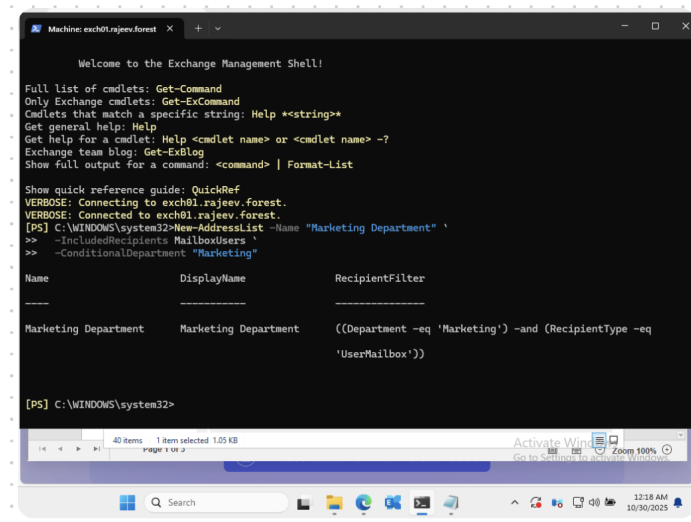 Machine: exch01.rajeev.forest
Welcome to the Exchange Management Shell!
Full list of cmdlets: Get-Command
Only Exchange cmdlets: Get-ExCommand
Cmdlets that match a specific string: Help *<string>*
Get general help: Help
Get help for a cmdlet: Help <cmdlet name> or <cmdlet name> -?
Exchange team blog: Get-ExBlog
Show full output for a command: <command> | Format-List
Show quick reference guide: QuickRef
VERBOSE: Connecting to exch01.rajeev.forest.
VERBOSE: Connected to exch01.rajeev.forest.
[PS] C:\WINDOWS\system32>New-AddressList -Name "Marketing Department" `
>> -IncludedRecipients MailboxUsers `
>> -ConditionalDepartment "Marketing"
Name DisplayName RecipientFilter
---- ----------- ---------------
Marketing Department Marketing Department ((Department -eq 'Marketing') -and (RecipientType -eq
'UserMailbox'))
[PS] C:\WINDOWS\system32>
40 items 1 item selected 1.05 KB
Page 1 of 3
Activate Windows
Zoom 100%
Go to Settings to activate Windows.
Search
12:18 AM
10/30/2025